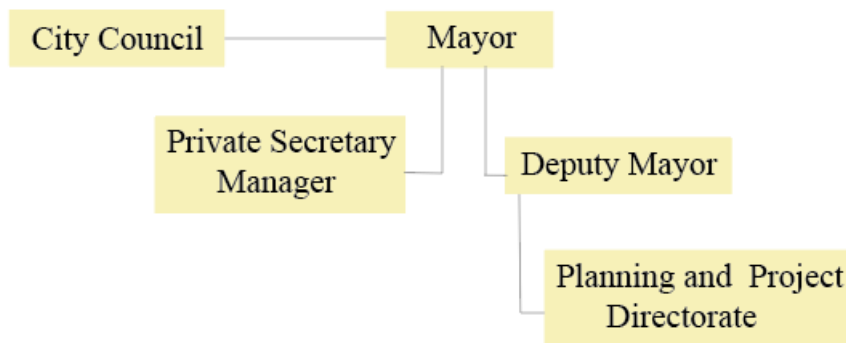 City Council
Mayor
Private Secretary
Manager
Deputy Mayor
Planning and Project
Directorate